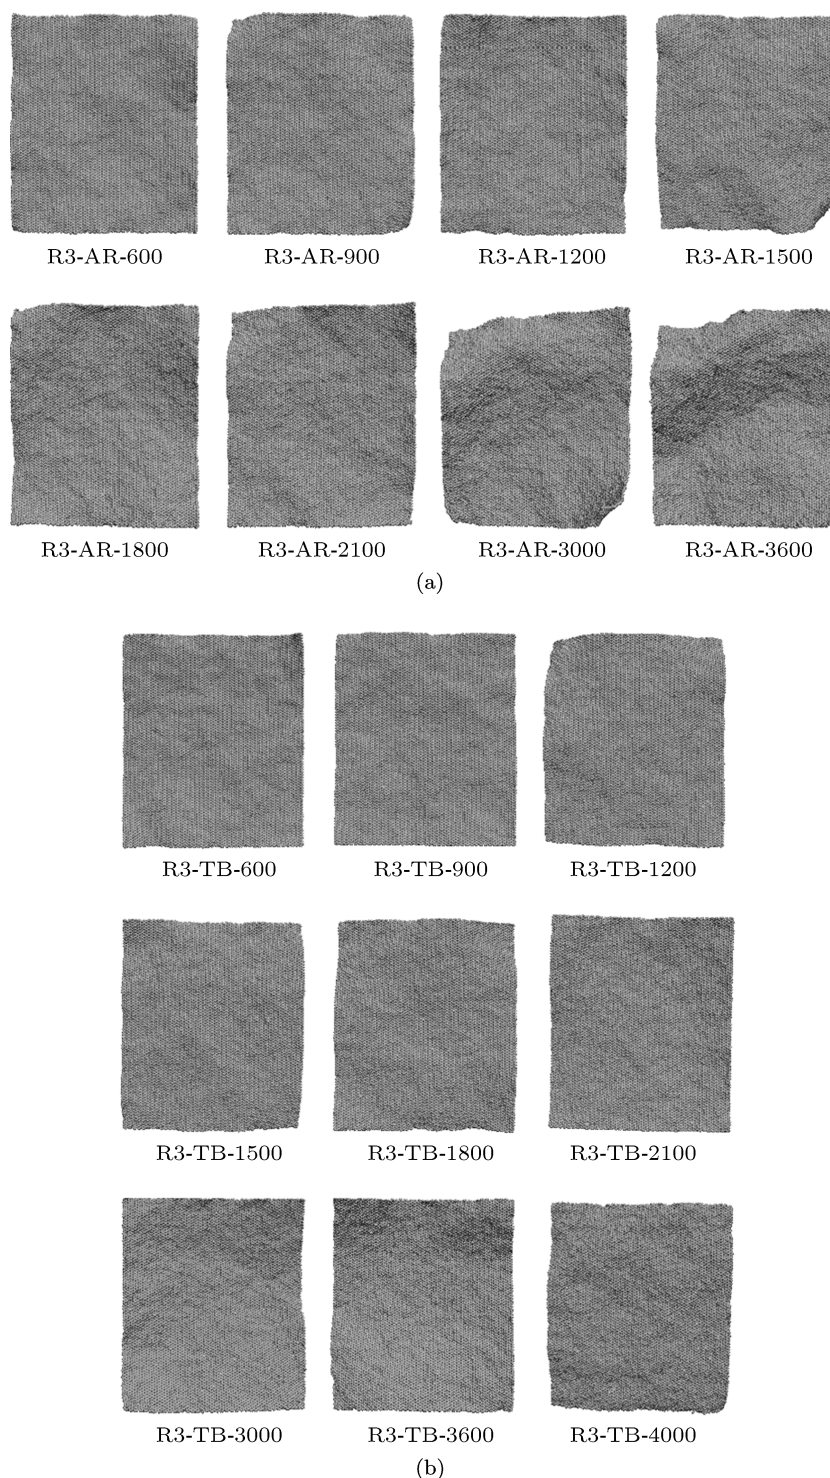 R3-AR-600 R3-AR-900 R3-AR-1200 R3-AR-1500
R3-AR-1800 R3-AR-2100 R3-AR-3000 R3-AR-3600
(a)
R3-TB-600 R3-TB-900 R3-TB-1200
R3-TB-1500 R3-TB-1800 R3-TB-2100
R3-TB-3000 R3-TB-3600 R3-TB-4000
(b)